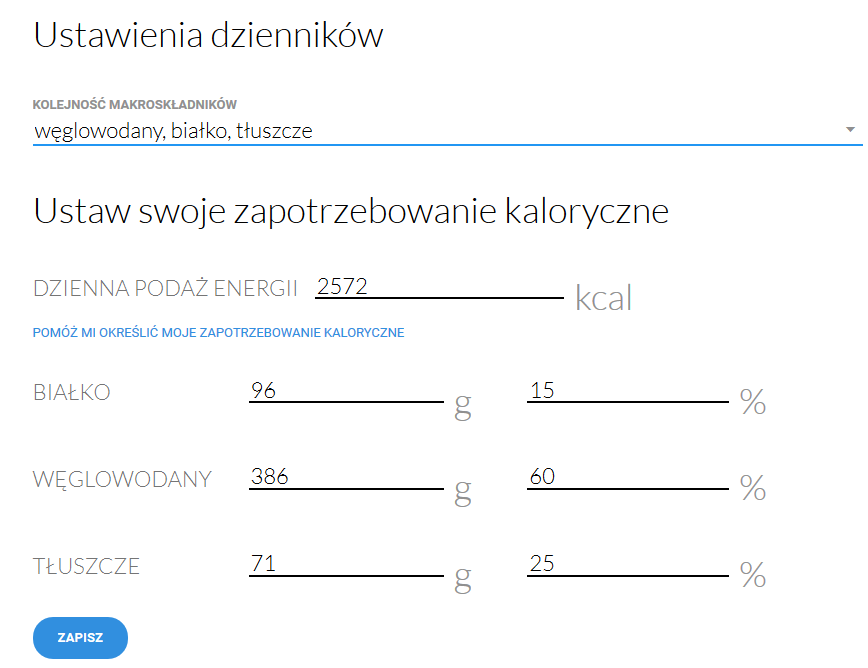 Ustawienia dzienników
KOLEJNOŚĆ MAKROSKŁADNIKÓW
węglowodany, białko, tłuszcze
Ustaw swoje zapotrzebowanie kaloryczne
DZIENNA PODAŻ ENERGII 2572 kcal
POMÓŻ MI OKREŚLIĆ MOJE ZAPOTRZEBOWANIE KALORYCZNE
BIAŁKO 96 g 15 %
WĘGLOWODANY 386 g 60 %
TŁUSZCZE 71 g 25 %
ZAPISZ